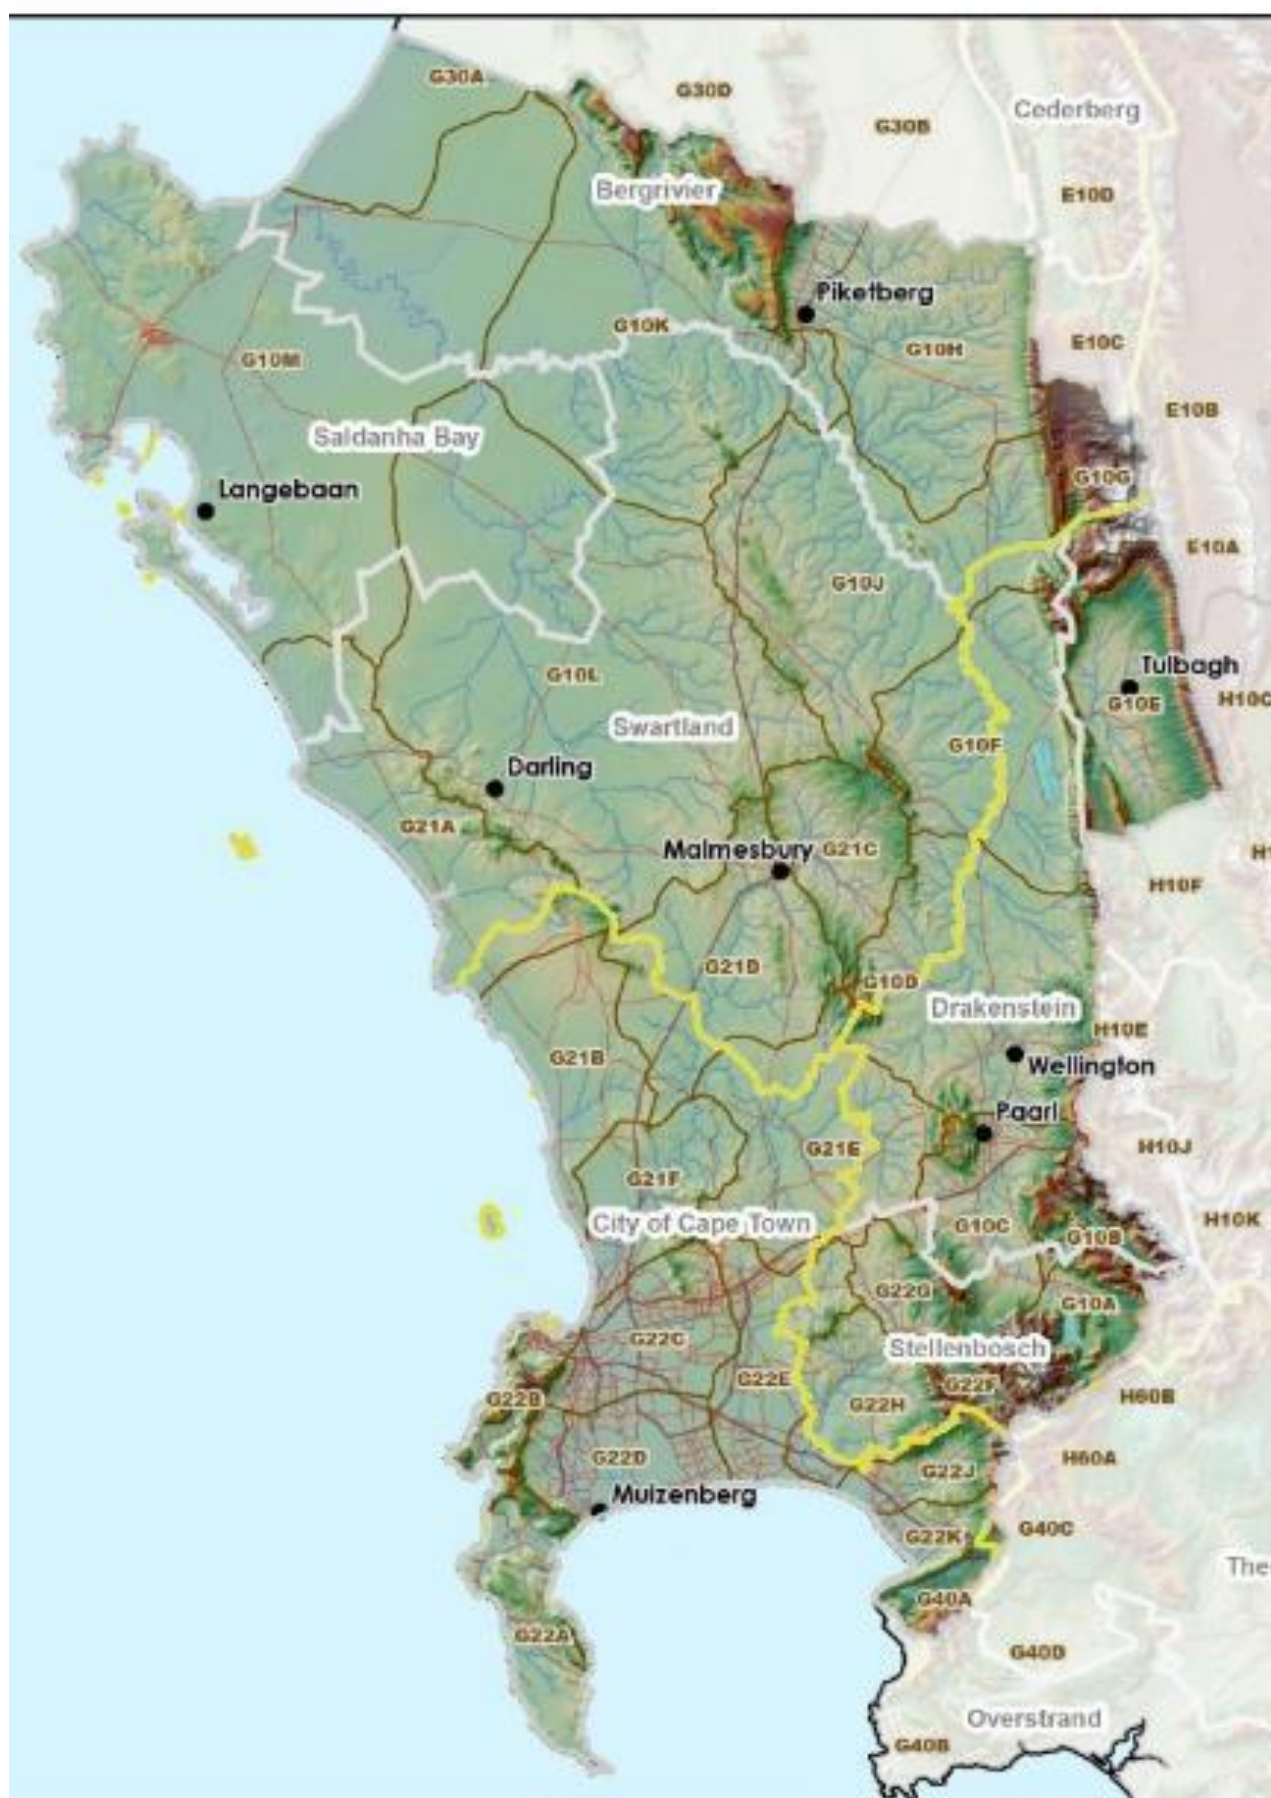 G30A
G30D
Cederberg
G30B
Bergrivier
E10D
Piketberg
G10K
E10C
G10H
G10M
E10B
Saldanha Bay
G10G
Langebaan
E10A
G10J
Tulbagh
G10L
G10E
H10C
Swartland
G10F
Darling
G21A
Malmesbury
G21C
H1
H10F
G21D
G10D
Drakenstein
H10E
G21B
Wellington
Paarl
G21E
H10J
G21F
City of Cape Town
G10C
G10B
H10K
G22G
G10A
G22C
Stellenbosch
G22E
G22F
G22B
G22H
H60B
G22D
G22J
H60A
Muizenberg
G22K
G40C
The
G40A
G22A
G40D
Overstrand
G40B